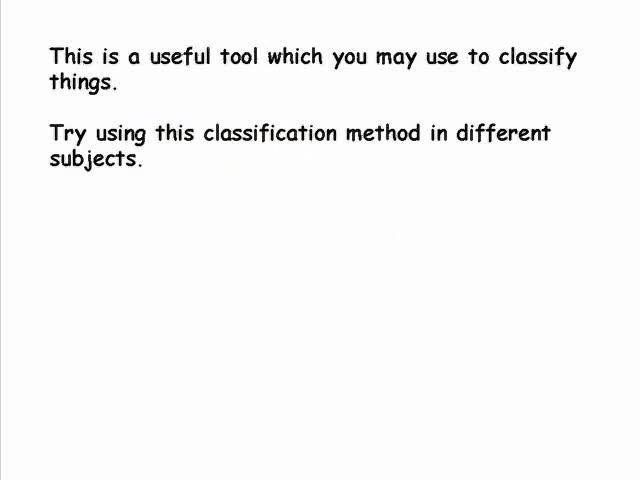 This is a useful tool which you may use to classify
things.
Try using this classification method in different
subjects.